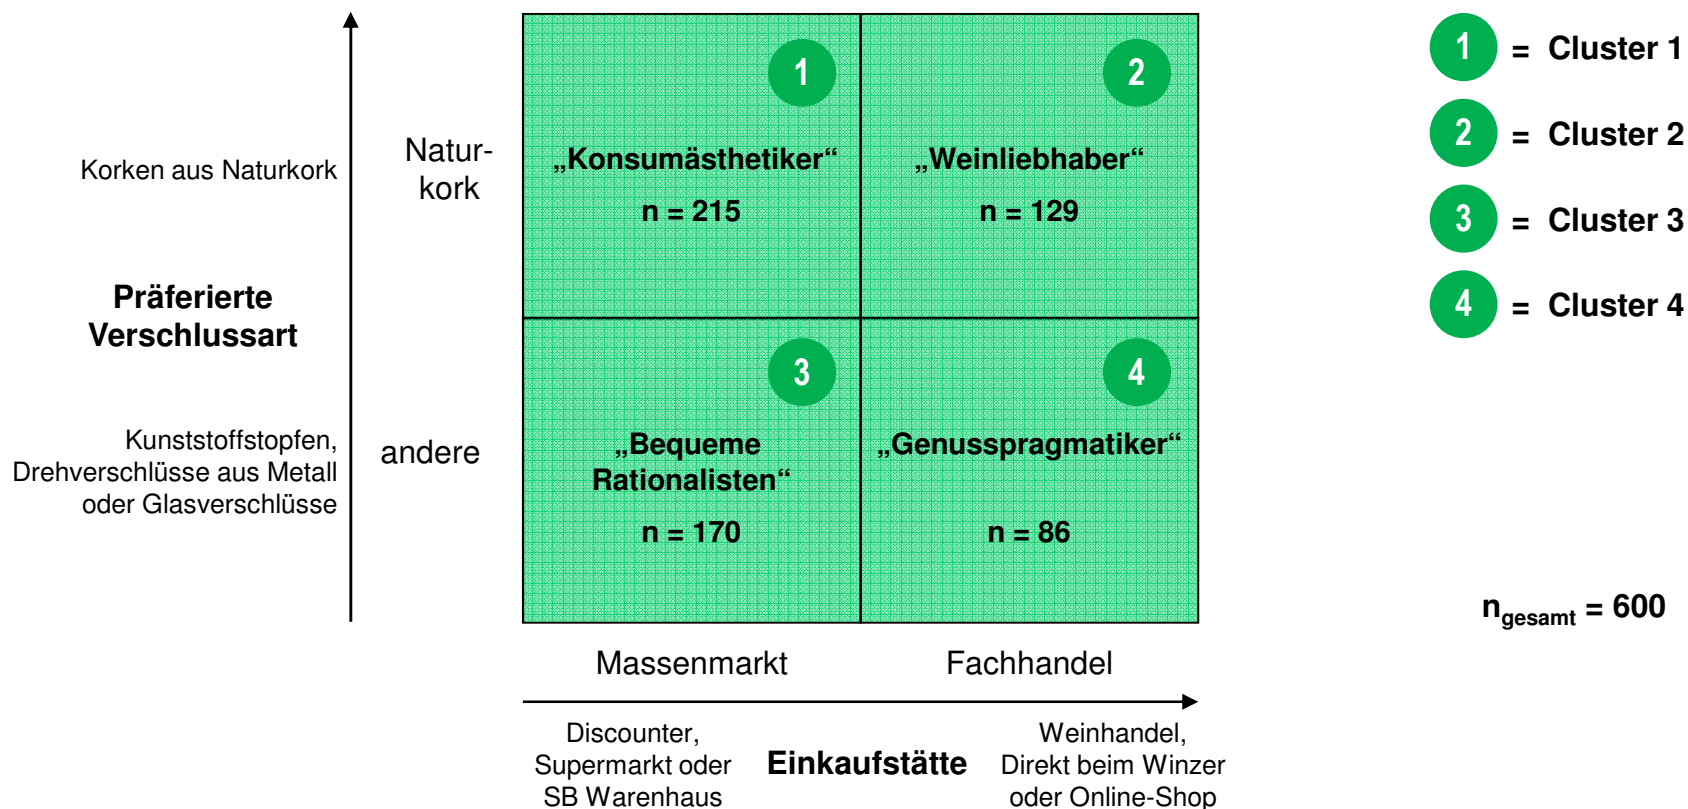 1 = Cluster 1
2 = Cluster 2
3 = Cluster 3
4 = Cluster 4
Korken aus Naturkork
Natur-
kork
1
„Konsumästhetiker“
n = 215
2
„Weinliebhaber“
n = 129
Präferierte
Verschlussart
Kunststoffstopfen,
Drehverschlüsse aus Metall
oder Glasverschlüsse
andere
3
„Bequeme
Rationalisten“
n = 170
4
„Genusspragmatiker“
n = 86
n gesamt = 600
Massenmarkt
Fachhandel
Discounter,
Supermarkt oder
SB Warenhaus
Einkaufstätte
Weinhandel,
Direkt beim Winzer
oder Online-Shop